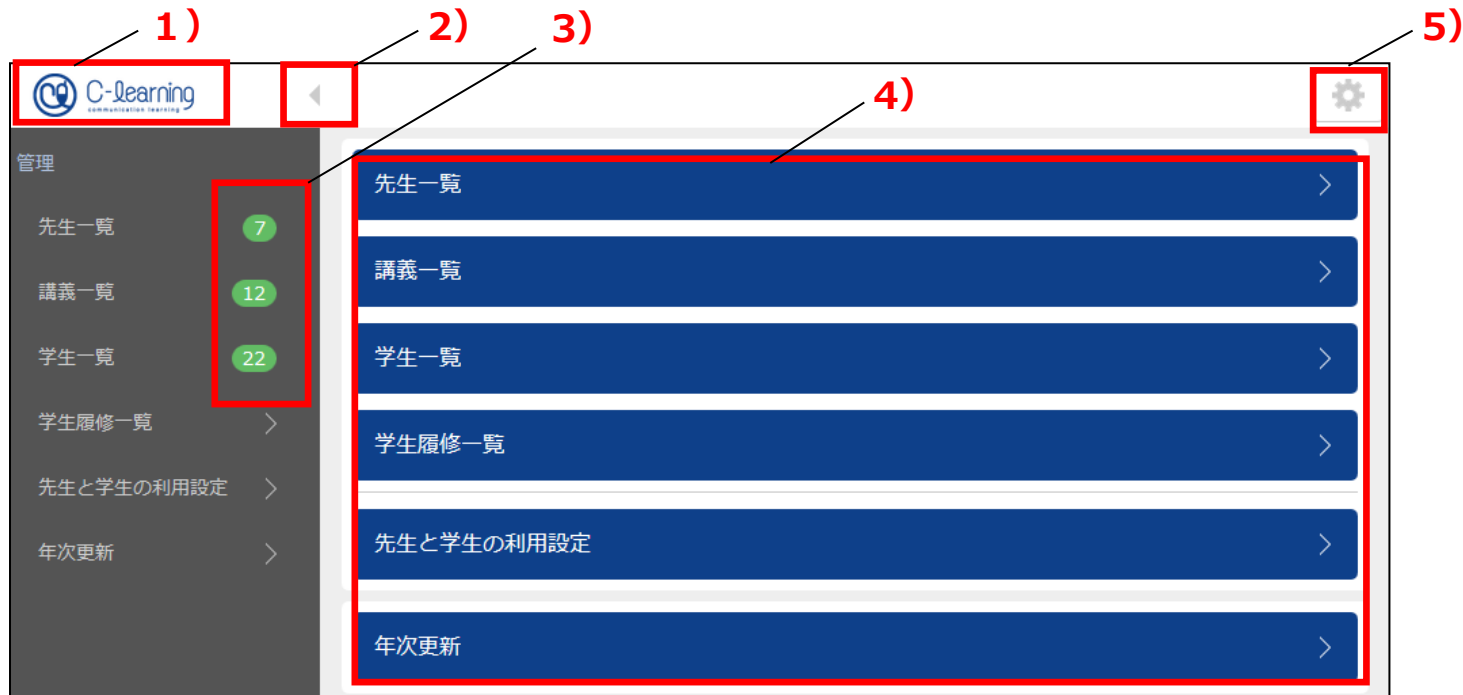 1）
2)
3)
5)
C-Learning
communication learning
4)
管理
先生一覧 7
講義一覧 12
学生一覧 22
学生履修一覧
先生と学生の利用設定
年次更新
先生一覧
講義一覧
学生一覧
学生履修一覧
先生と学生の利用設定
年次更新